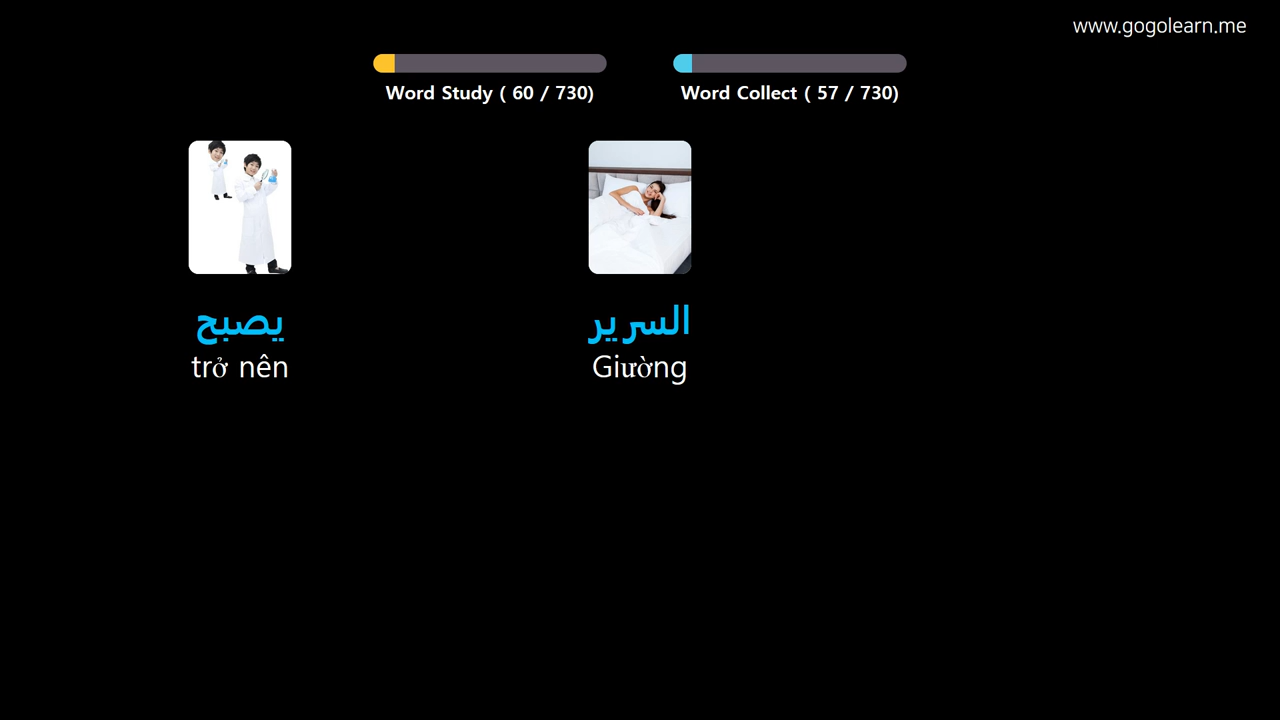 www.gogolearn.me
Word Study ( 60 / 730)
Word Collect ( 57 / 730)
يصبح
trở nên
السرير
Giường